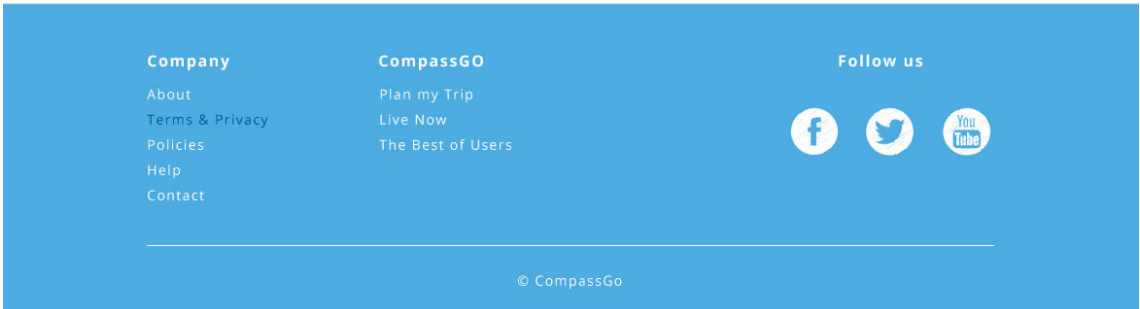 Company
About
Terms & Privacy
Policies
Help
Contact
CompassGO
Plan my Trip
Live Now
The Best of Users
Follow us
f
You
Tube
© CompassGo